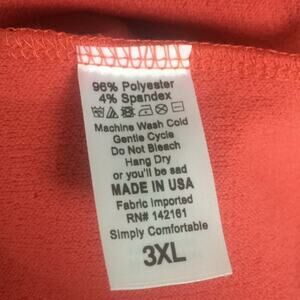 96% Polyester
4% Spandex
Machine Wash Cold
Gentle Cycle
Do Not Bleach
Hang Dry
or you'll be sad
MADE IN USA
Fabric Imported
RN# 142161
Simply Comfortable
3XL